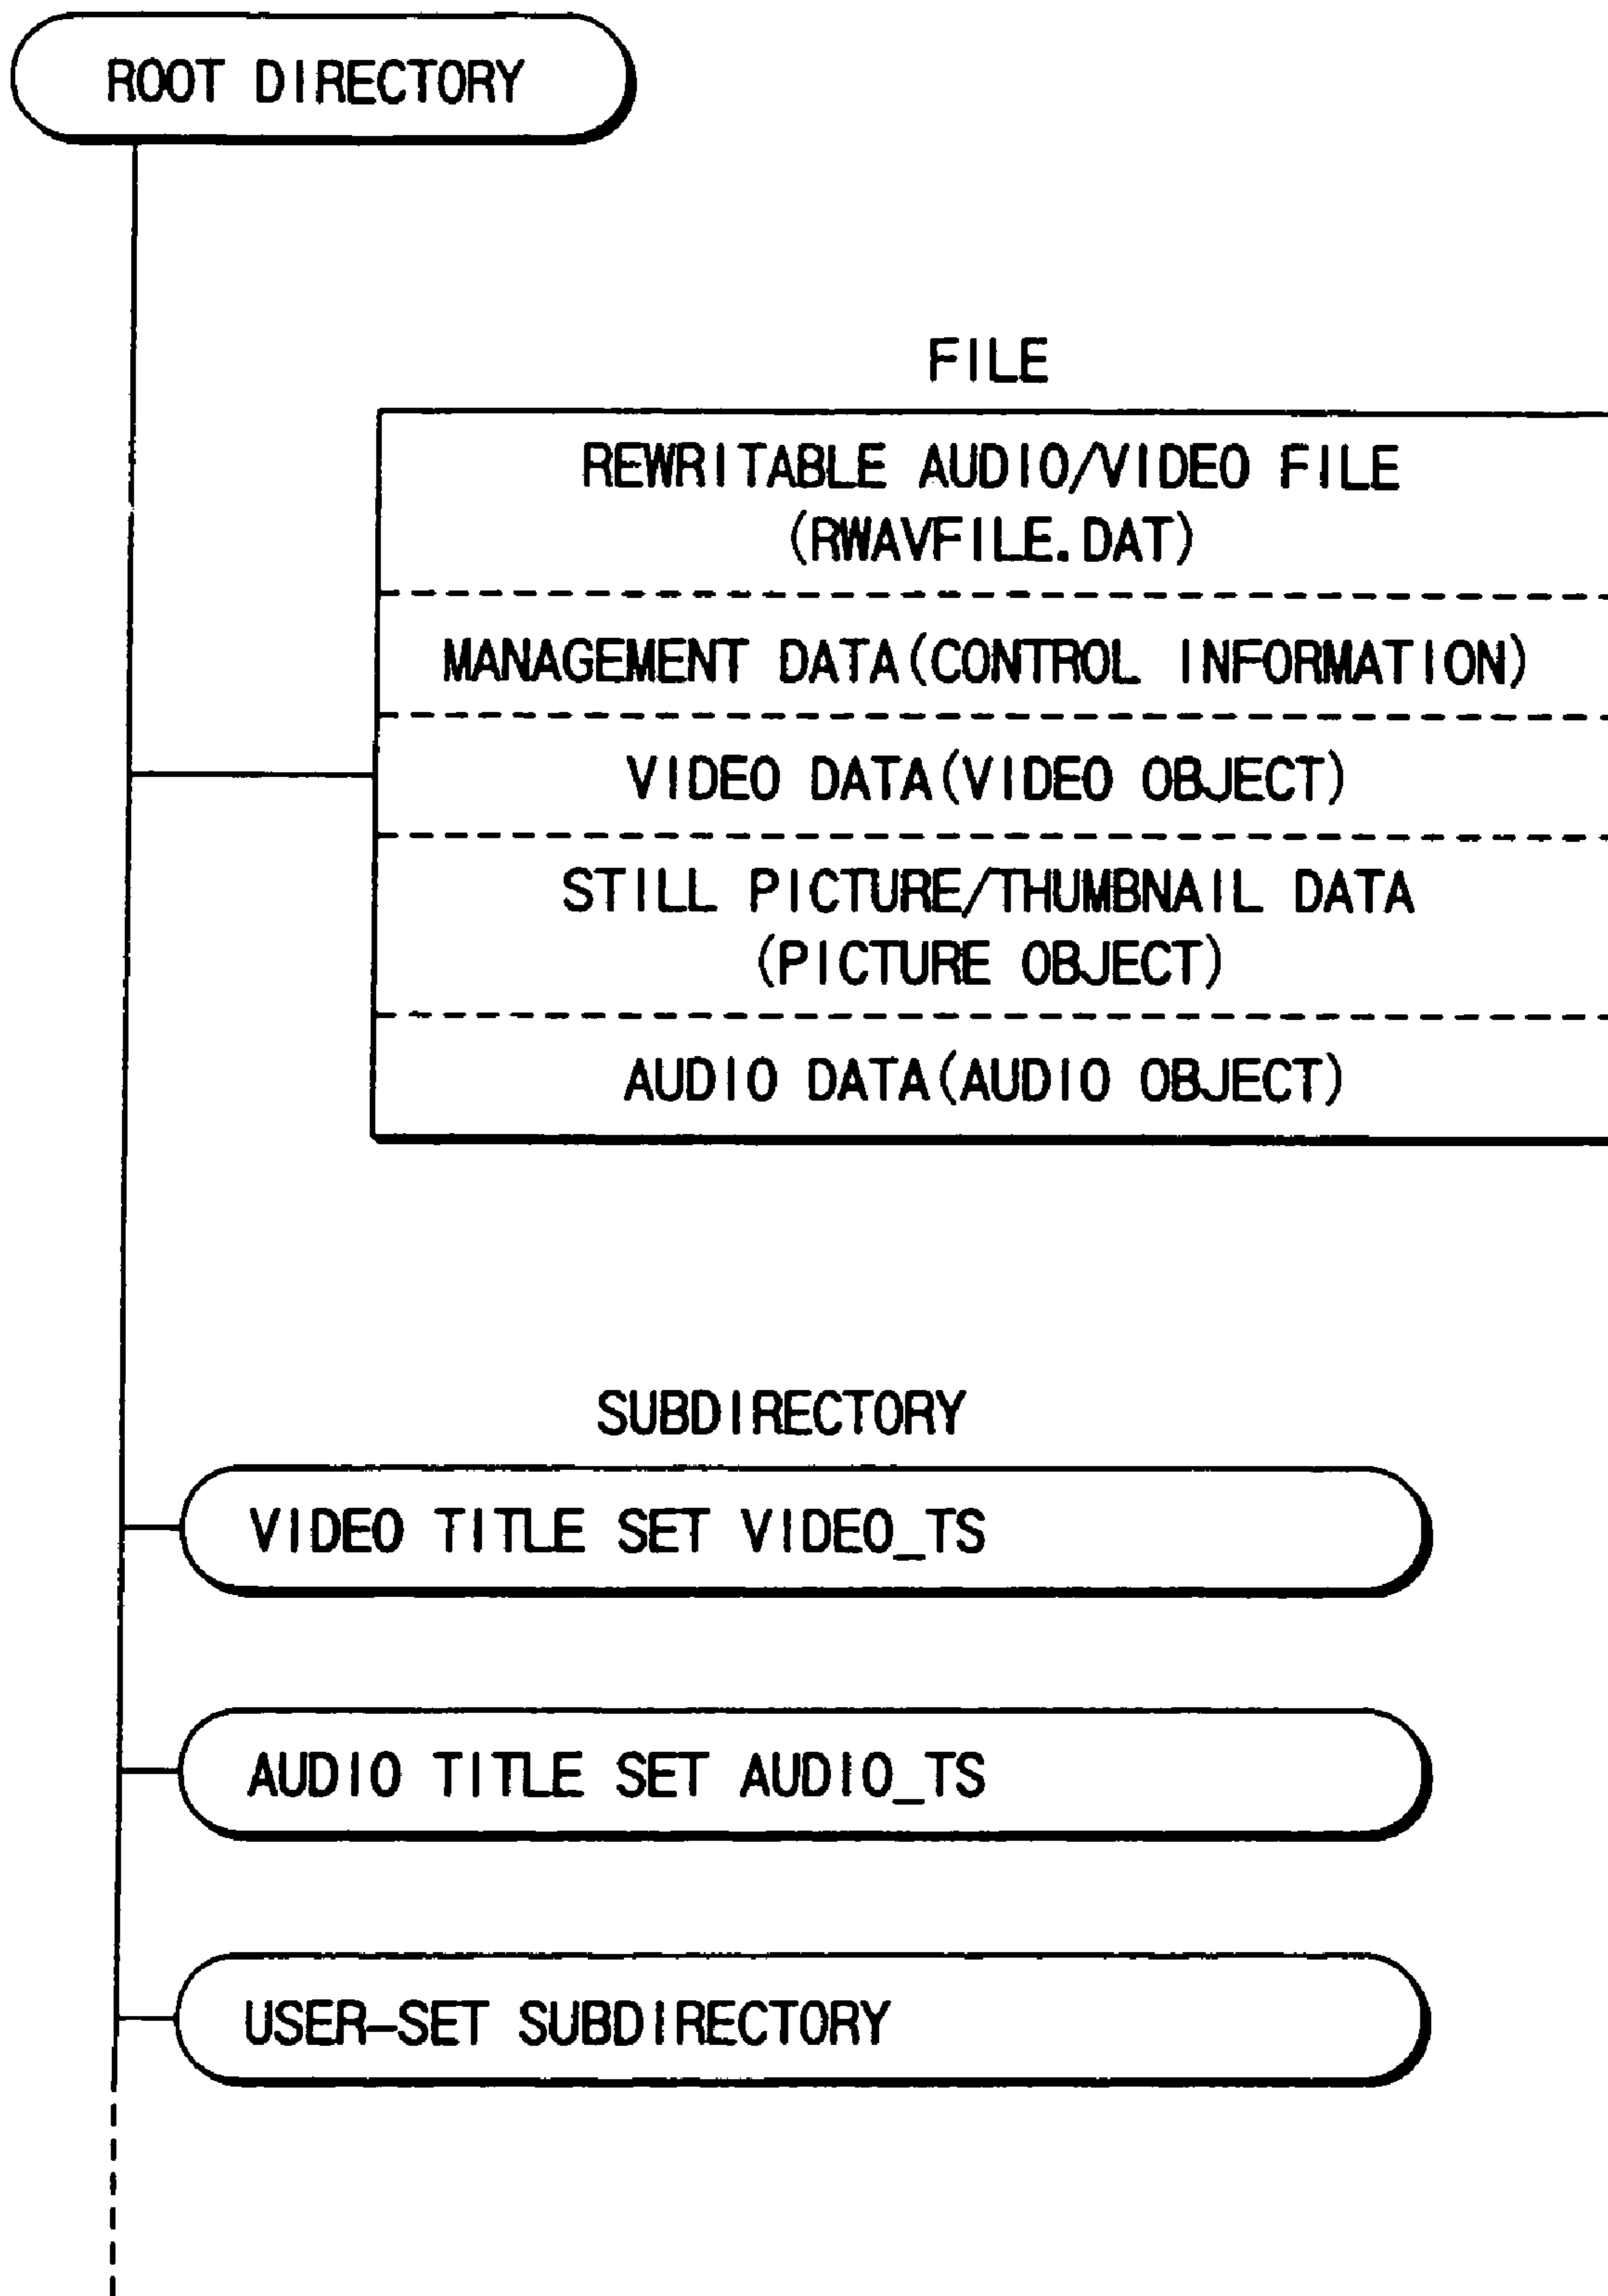 ROOT DIRECTORY
FILE
REWRITABLE AUDIO/VIDEO FILE
(RWAVFILE.DAT)
MANAGEMENT DATA(CONTROL INFORMATION)
VIDEO DATA(VIDEO OBJECT)
STILL PICTURE/THUMBNAIL DATA
(PICTURE OBJECT)
AUDIO DATA(AUDIO OBJECT)
SUBDIRECTORY
VIDEO TITLE SET VIDEO_TS
AUDIO TITLE SET AUDIO_TS
USER-SET SUBDIRECTORY